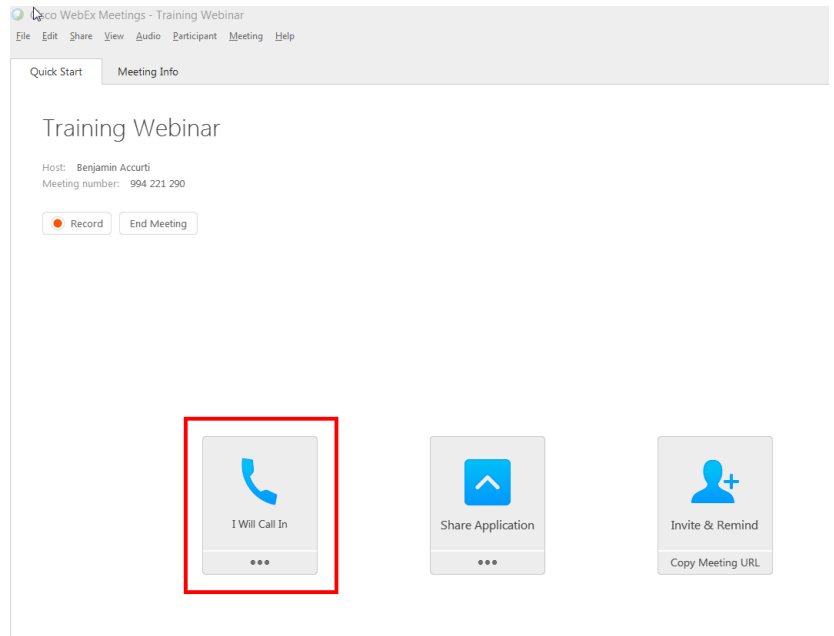 Cisco WebEx Meetings - Training Webinar
File Edit Share View Audio Participant Meeting Help
Quick Start Meeting Info
Training Webinar
Host: Benjamin Accurti
Meeting number: 994 221 290
Record End Meeting
I Will Call In Share Application Invite & Remind
Copy Meeting URL